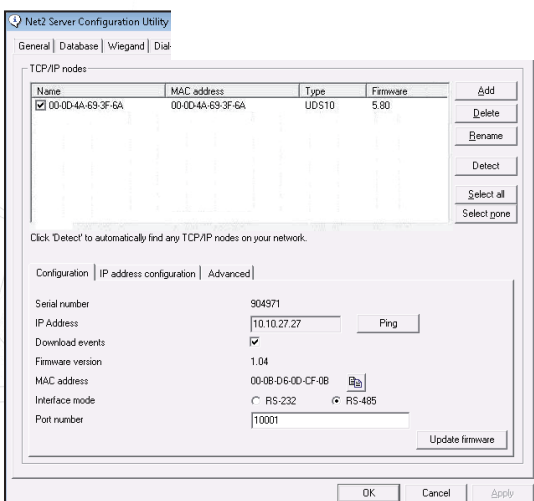 Net2 Server Configuration Utility
General Database Wiegand
TCP/IP nodes
Name MAC address Type Firmware
00-0D-4A-69-3F-6A 00-0D-4A-69-3F-6A UDS10 5.80
Add
Delete
Rename
Detect
Select all
Select none
Click 'Detect' to automatically find any TCP/IP nodes on your network.
Configuration IP address configuration Advanced
Serial number 904971
IP Address 10.10.27.27 Ping
Download events
Firmware version 1.04
MAC address 00-0B-D6-0D-CF-0B
Interface mode RS-232 RS-485
Port number 10001
Update firmware
OK Cancel Apply